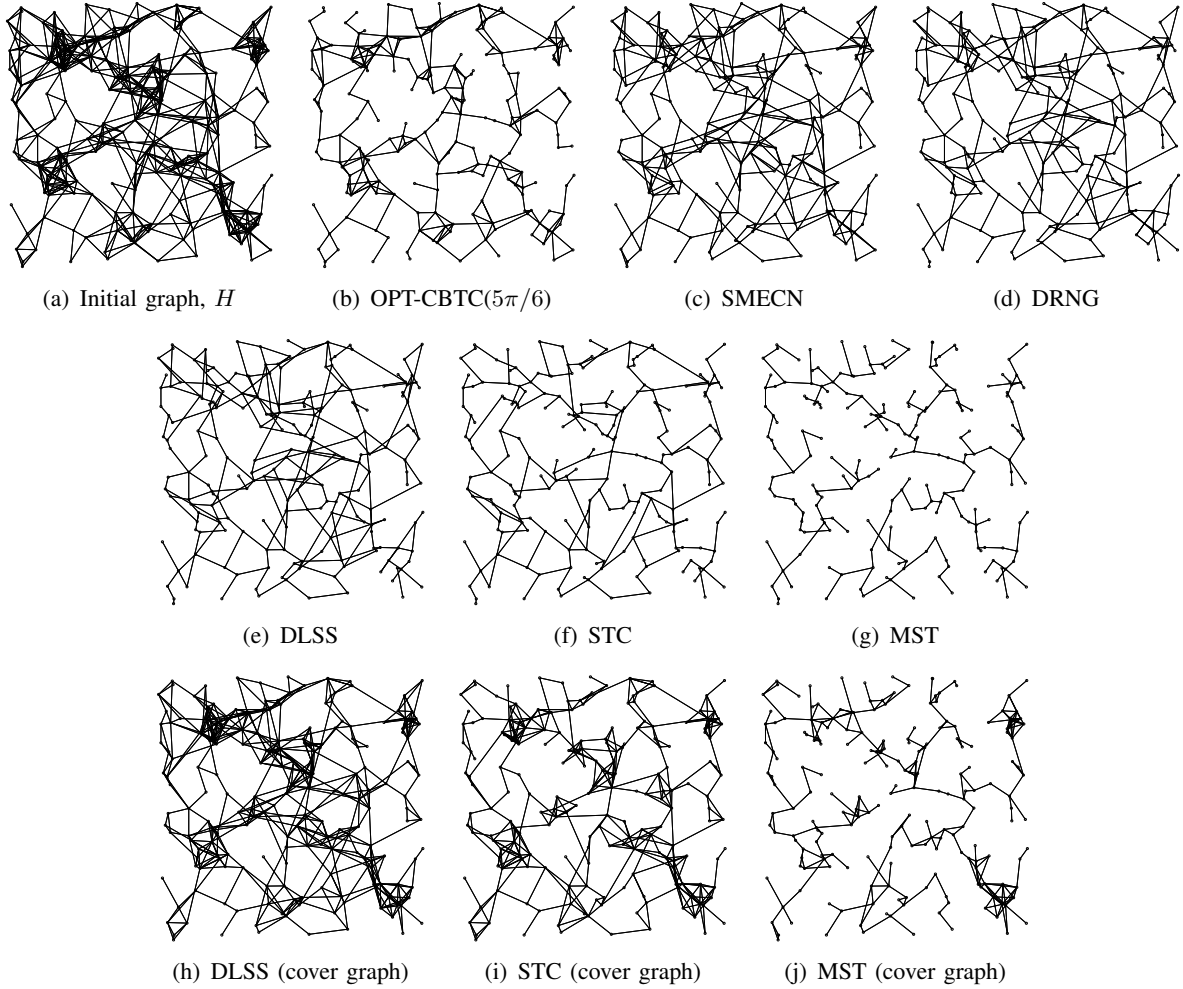 (a) Initial graph, H
(b) OPT-CBTC(5π/6)
(c) SMECN
(d) DRNG
(e) DLSS
(f) STC
(g) MST
(h) DLSS (cover graph)
(i) STC (cover graph)
(j) MST (cover graph)